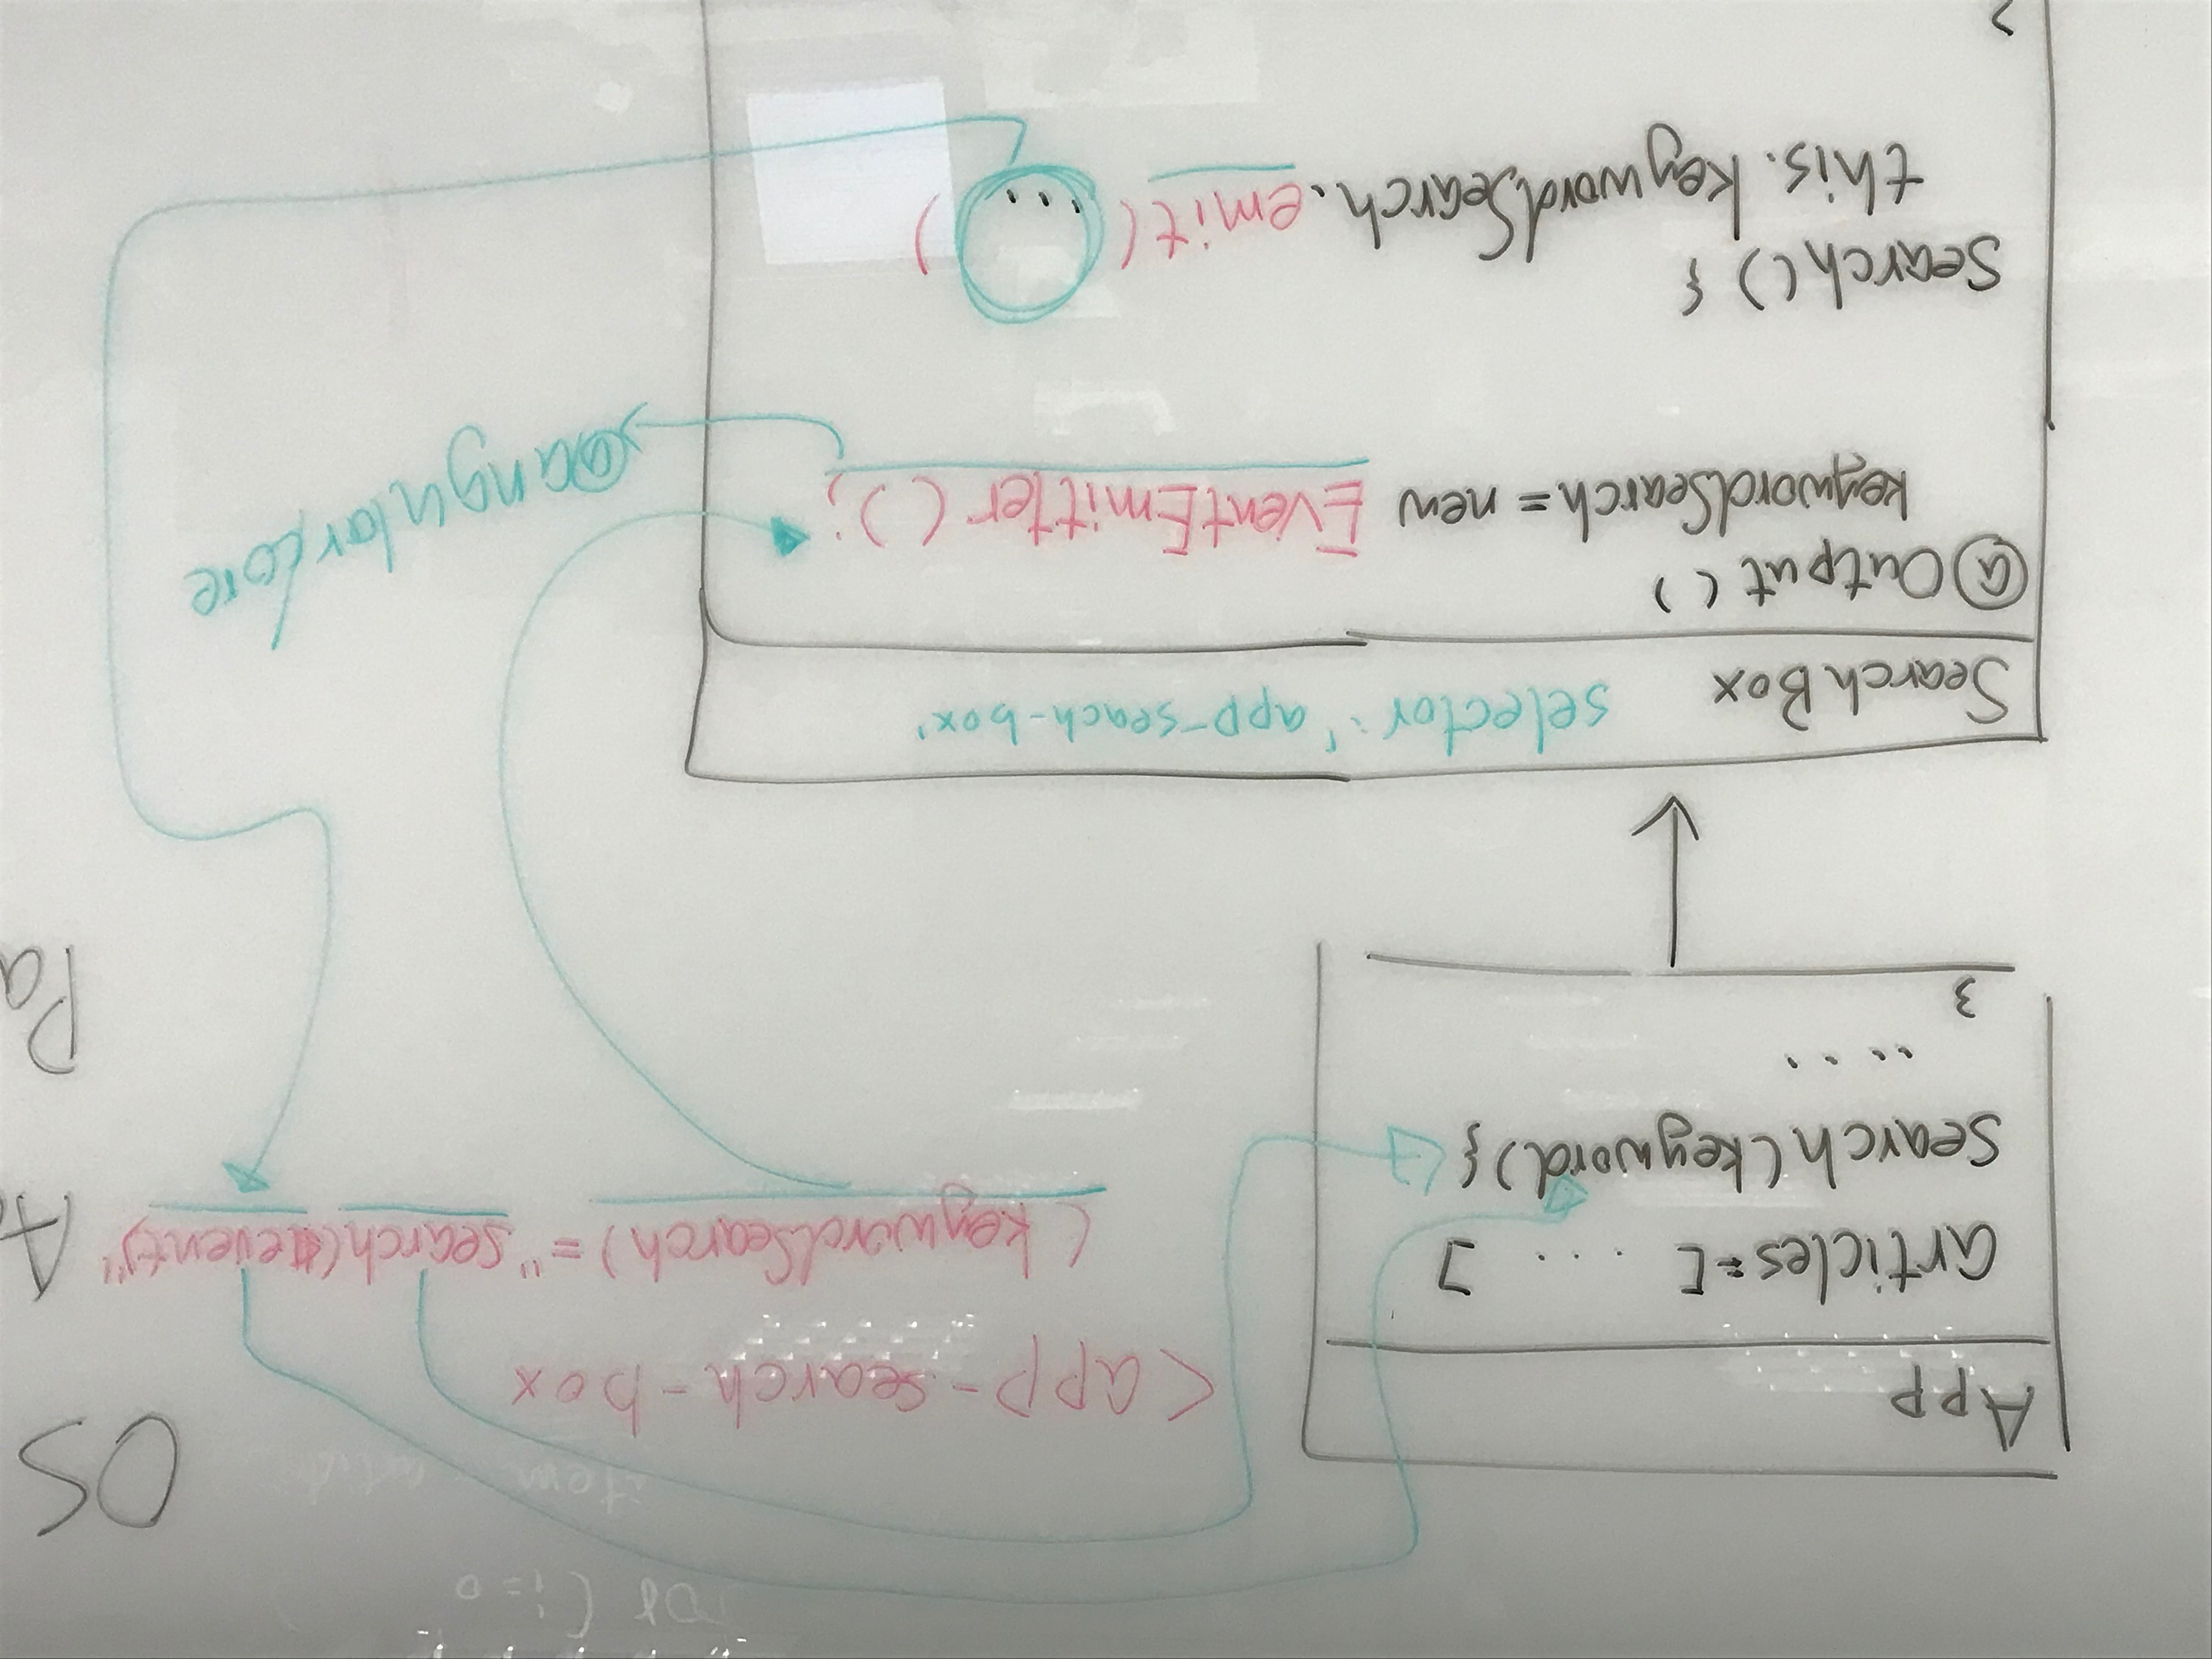 for (i=0
item article
OS
App
articles=[ ... ]
search(keyword){
....
}
<app-search-box
(keywordSearch)="search($event)"
A
Pa
SearchBox selector:'app-seach-box'
@Output()
keywordSearch= new EventEmitter();
@angular/core
search() {
this.keywordSearch.emit(...)
}